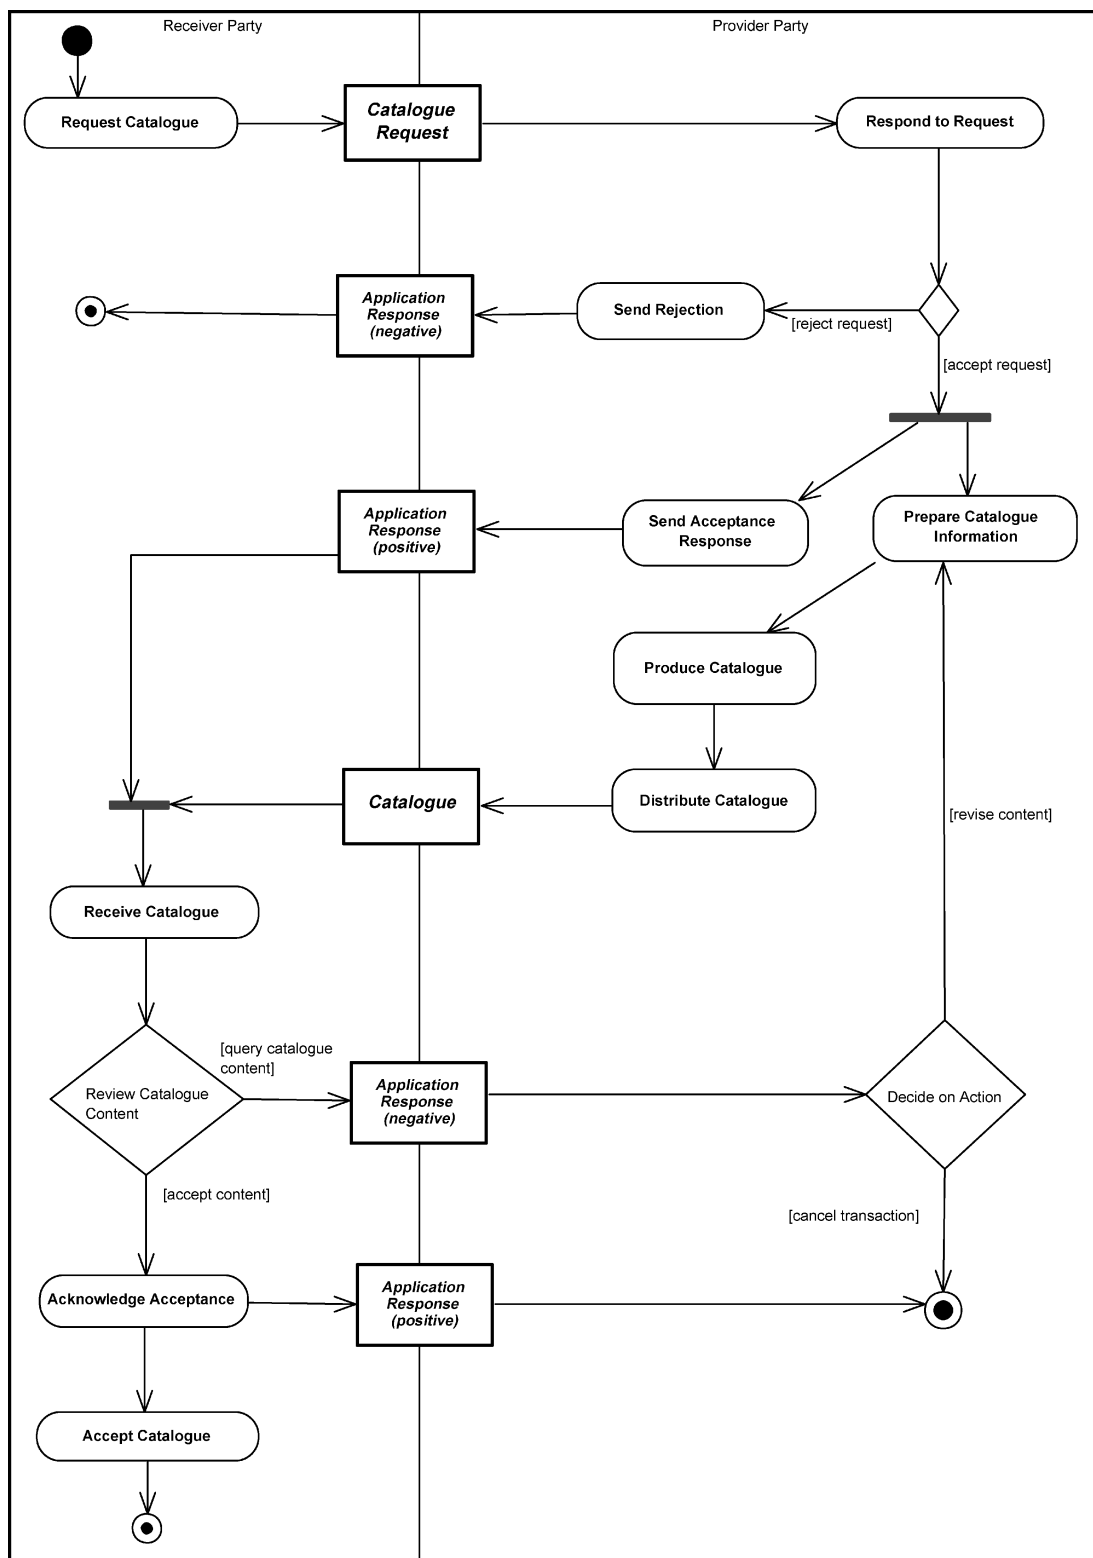 Receiver Party
Provider Party
Request Catalogue
Catalogue
Request
Respond to Request
Application
Response
(negative)
Send Rejection
[reject request]
[accept request]
Application
Response
(positive)
Send Acceptance
Response
Prepare Catalogue
Information
Produce Catalogue
Catalogue
Distribute Catalogue
[revise content]
Receive Catalogue
[query catalogue
content]
Review Catalogue
Content
Application
Response
(negative)
Decide on Action
[accept content]
[cancel transaction]
Acknowledge Acceptance
Application
Response
(positive)
Accept Catalogue